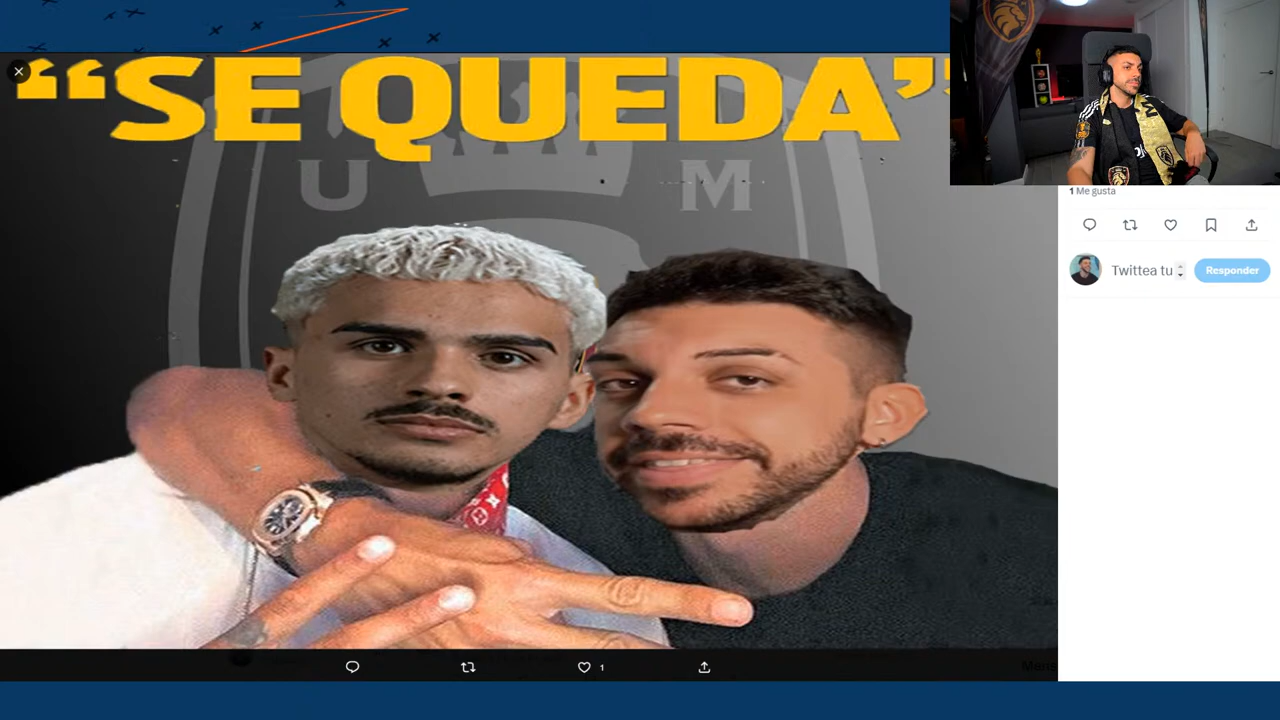 “SE QUEDA”
U M
1 Me gusta
Twittea tu
Responder
1